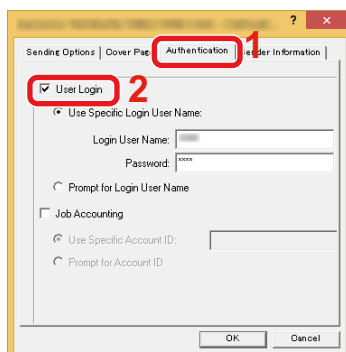 ? ×
Sending Options Cover Page Authentication Sender Information
1
User Login
2
Use Specific Login User Name:
Login User Name:
Password: ****
Prompt for Login User Name
Job Accounting
Use Specific Account ID:
Prompt for Account ID
OK Cancel